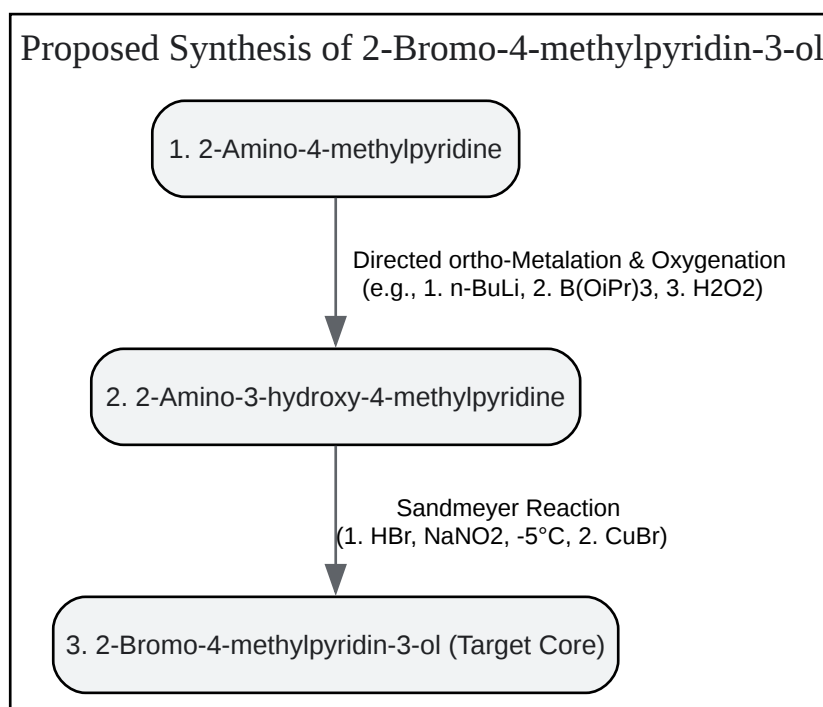 Proposed Synthesis of 2-Bromo-4-methylpyridin-3-ol
1. 2-Amino-4-methylpyridine
Directed ortho-Metalation & Oxygenation
(e.g., 1. n-BuLi, 2. B(OiPr)3, 3. H2O2)
2. 2-Amino-3-hydroxy-4-methylpyridine
Sandmeyer Reaction
(1. HBr, NaNO2, -5°C, 2. CuBr)
3. 2-Bromo-4-methylpyridin-3-ol (Target Core)